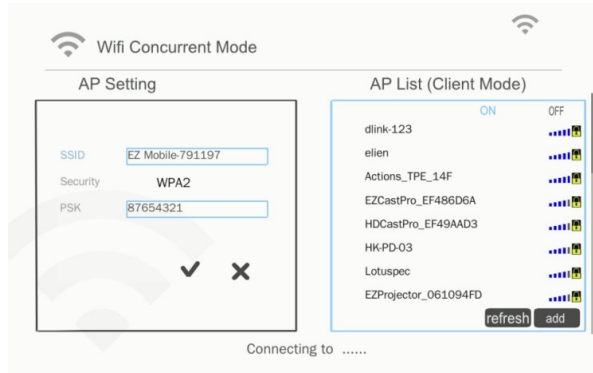 Wifi Concurrent Mode
AP Setting
SSID EZ Mobile-791197
Security WPA2
PSK 87654321
AP List (Client Mode)
ON OFF
dlink-123
elien
Actions_TPE_14F
EZCastPro_EF486D6A
HDCastPro_EF49AAD3
HK-PD-03
Lotuspec
EZProjector_061094FD
refresh add
Connecting to ......